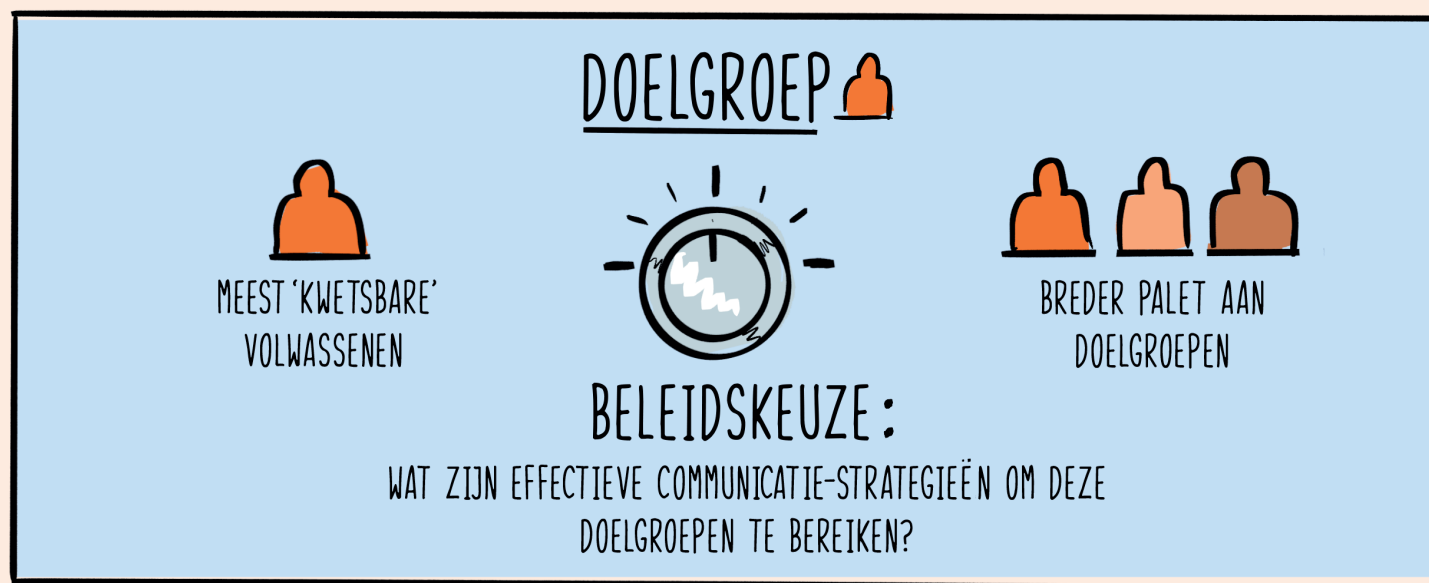 DOELGROEP
MEEST 'KWETSBARE'
VOLWASSENEN
BREDER PALET AAN
DOELGROEPEN
BELEIDSKEUZE:
WAT ZIJN EFFECTIEVE COMMUNICATIE-STRATEGIEËN OM DEZE
DOELGROEPEN TE BEREIKEN?